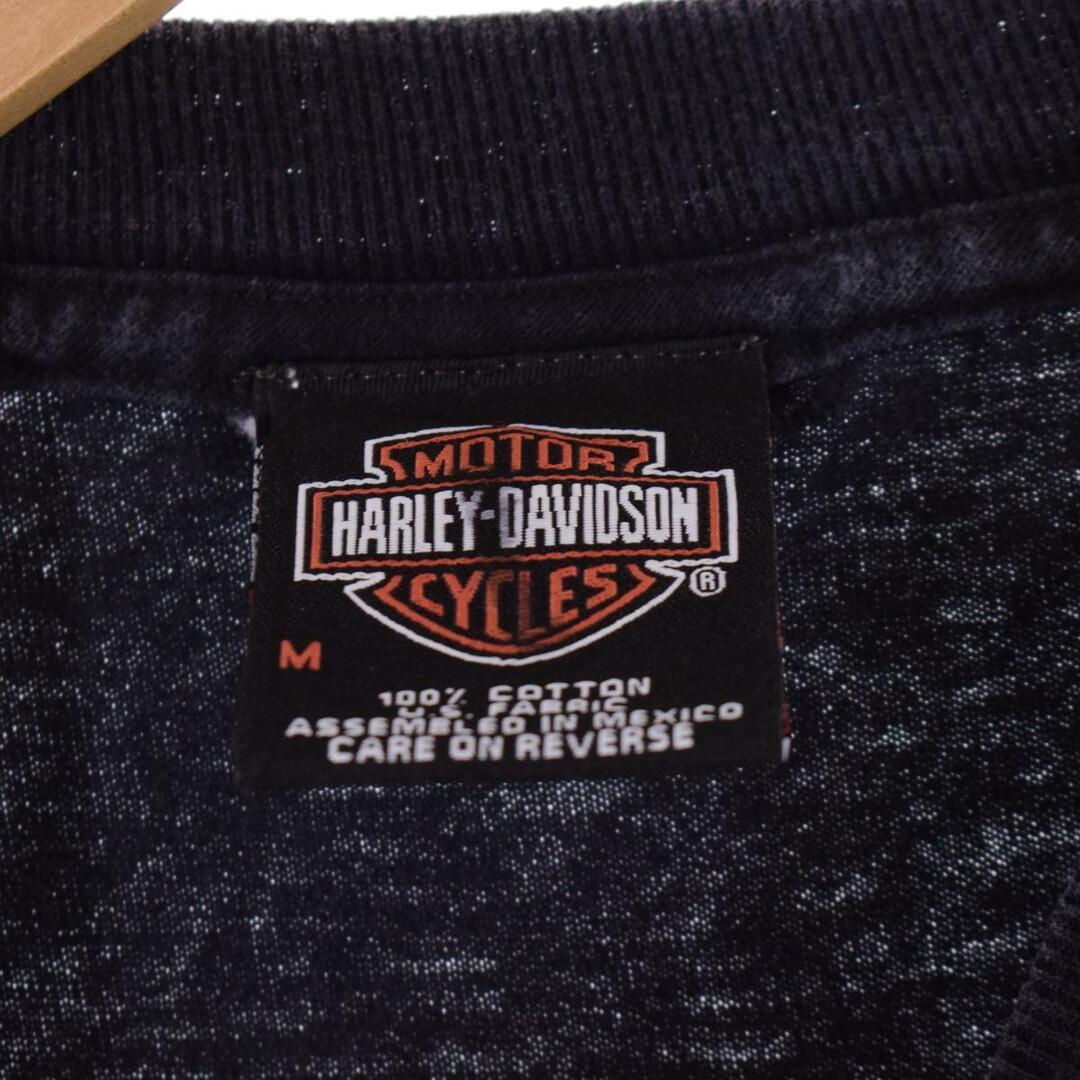 MOTOR
HARLEY-DAVIDSON
CYCLES
®
M
100% COTTON
U.S. FABRIC
ASSEMBLED IN MEXICO
CARE ON REVERSE